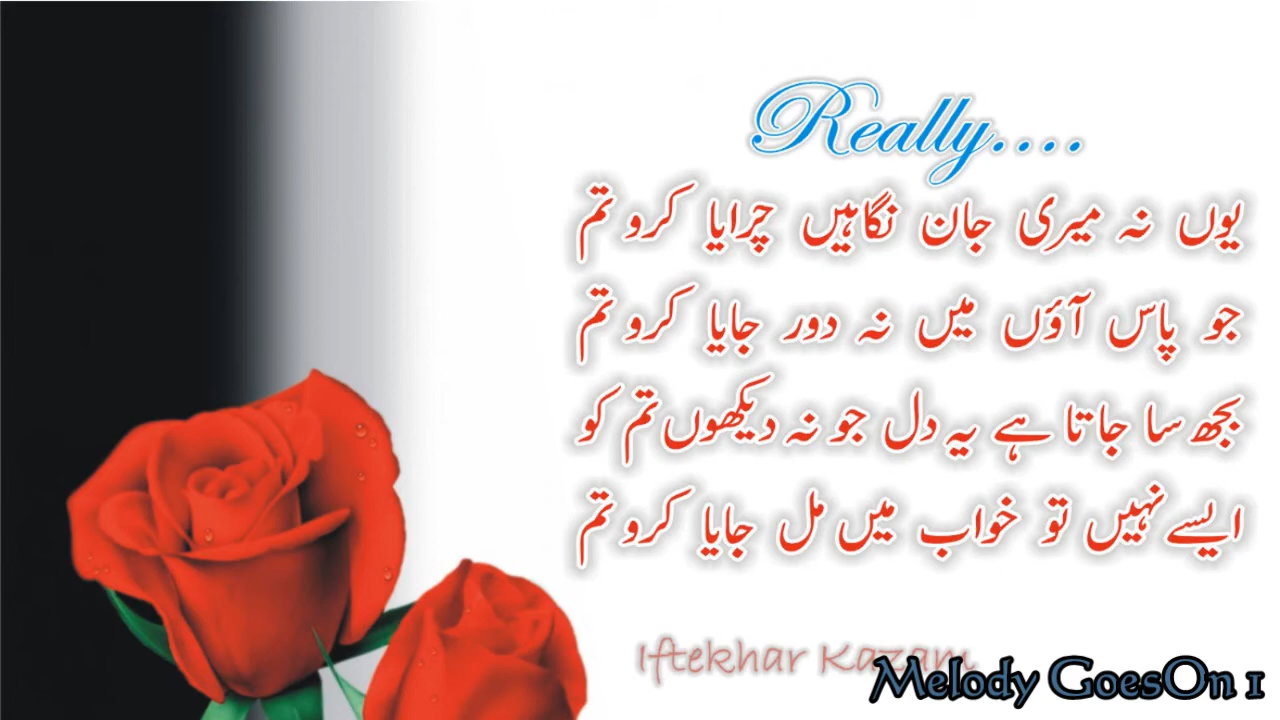 Really....
یوں نہ میری جان نگاہیں چرایا کرو تم
جو پاس آؤں میں نہ دور جایا کرو تم
بجھ سا جاتا ہے یہ دل جو نہ دیکھوں تم کو
ایسے نہیں تو خواب میں مل جایا کرو تم
Iftekhar Kazam
Melody GoesOn 1